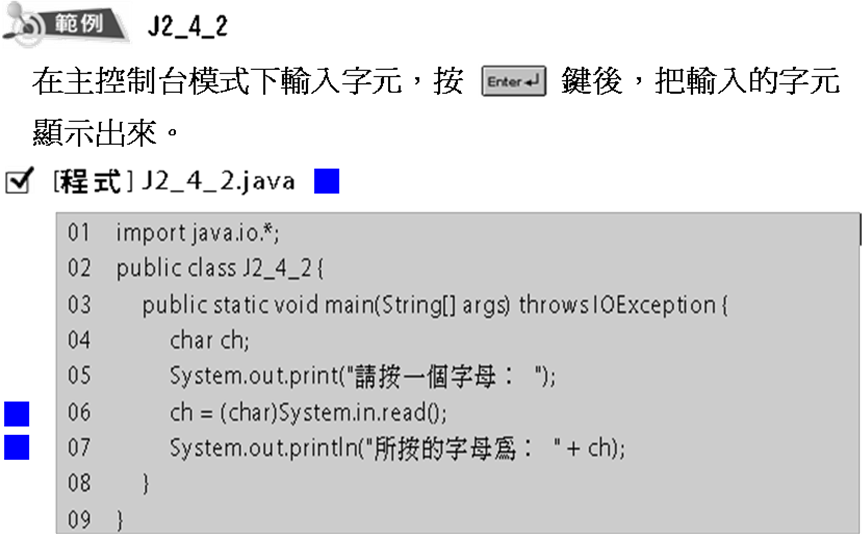 範例 J2_4_2
在主控制台模式下輸入字元，按 Enter 鍵後，把輸入的字元
顯示出來。
[程式] J2_4_2.java
01 import java.io.*;
02 public class J2_4_2 {
03 public static void main(String[] args) throws IOException {
04 char ch;
05 System.out.print("請按一個字母： ");
06 ch = (char)System.in.read();
07 System.out.println("所按的字母為： " + ch);
08 }
09 }